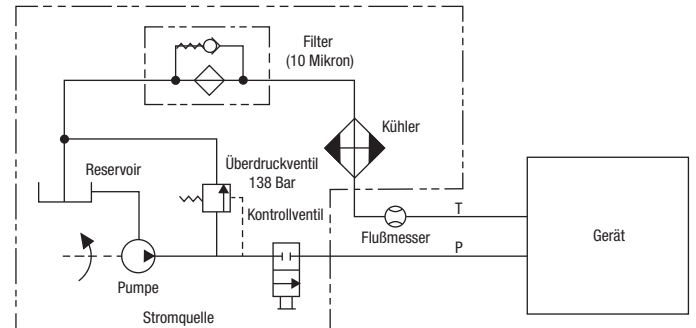 Filter
(10 Mikron)
Kühler
Reservoir
Überdruckventil
138 Bar
Kontrollventil
T
Flußmesser
P
Gerät
Pumpe
Stromquelle